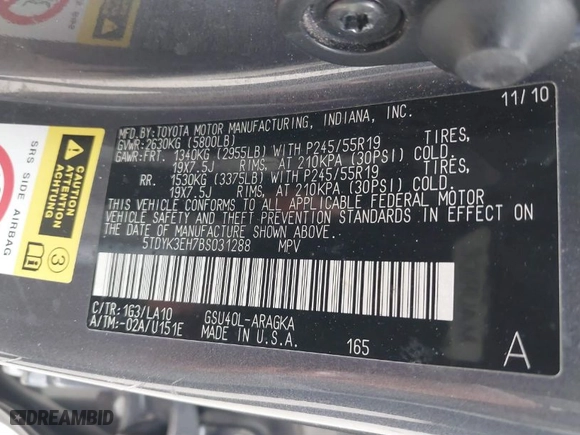 MFD. BY: TOYOTA MOTOR MANUFACTURING, INDIANA, INC. 11/10
GVWR: 2630KG (5800LB)
GAWR: FRT. 1340KG (2955LB) WITH P245/55R19 TIRES,
19X7.5J RIMS, AT 210KPA (30PSI) COLD.
RR. 1530KG (3375LB) WITH P245/55R19 TIRES,
19X7.5J RIMS, AT 210KPA (30PSI) COLD.
THIS VEHICLE CONFORMS TO ALL APPLICABLE FEDERAL MOTOR
VEHICLE SAFETY AND THEFT PREVENTION STANDARDS IN EFFECT ON
THE DATE OF MANUFACTURE SHOWN ABOVE.
5TDYK3EH7BS031288 MPV
C/TR: 1G3/LA10 GSU40L-ARAGKA
A/TM: -02A/U151E MADE IN U.S.A. 165 A
SRS SIDE AIRBAG
CAUTION
ATTENTION
3
DREAMBID